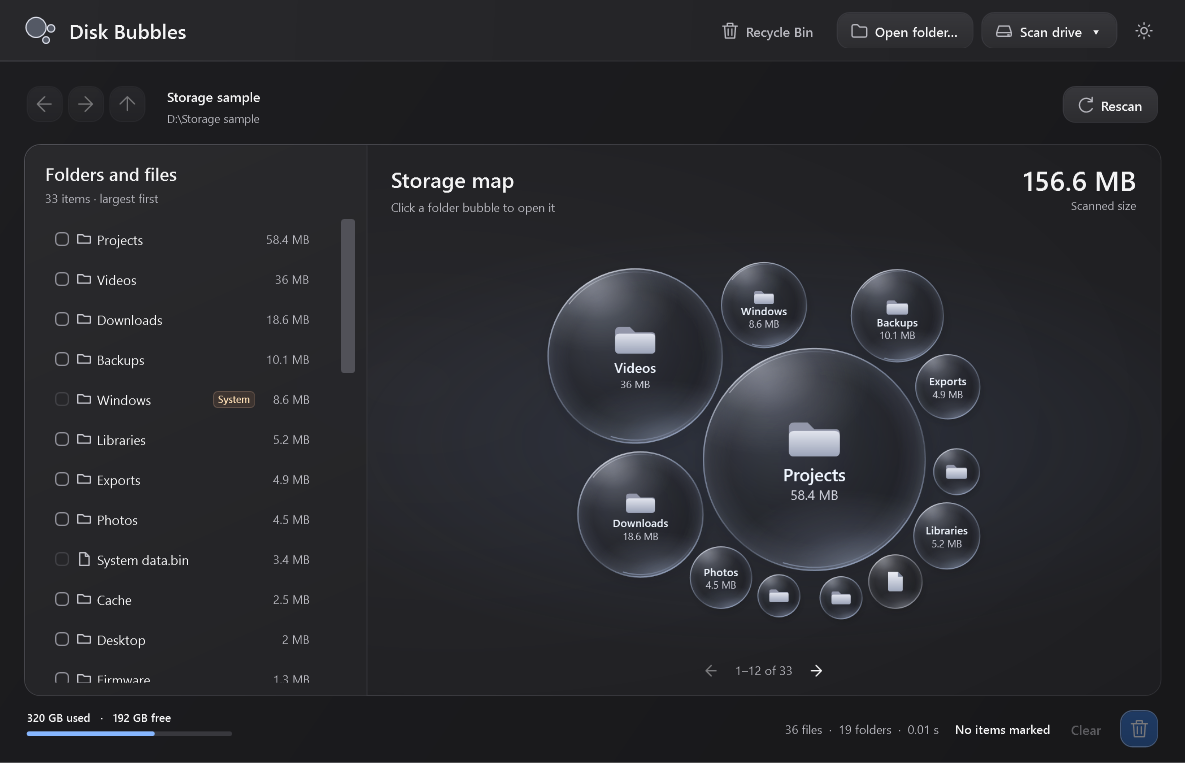 Disk Bubbles
Recycle Bin
Open folder...
Scan drive
Storage sample
D:\Storage sample
Rescan
Folders and files
33 items · largest first
Projects 58.4 MB
Videos 36 MB
Downloads 18.6 MB
Backups 10.1 MB
Windows System 8.6 MB
Libraries 5.2 MB
Exports 4.9 MB
Photos 4.5 MB
System data.bin 3.4 MB
Cache 2.5 MB
Desktop 2 MB
Firmware 1.3 MB
Storage map
Click a folder bubble to open it
156.6 MB
Scanned size
Windows
8.6 MB
Backups
10.1 MB
Videos
36 MB
Exports
4.9 MB
Projects
58.4 MB
Downloads
18.6 MB
Libraries
5.2 MB
Photos
4.5 MB
1–12 of 33
320 GB used · 192 GB free
36 files · 19 folders · 0.01 s
No items marked
Clear